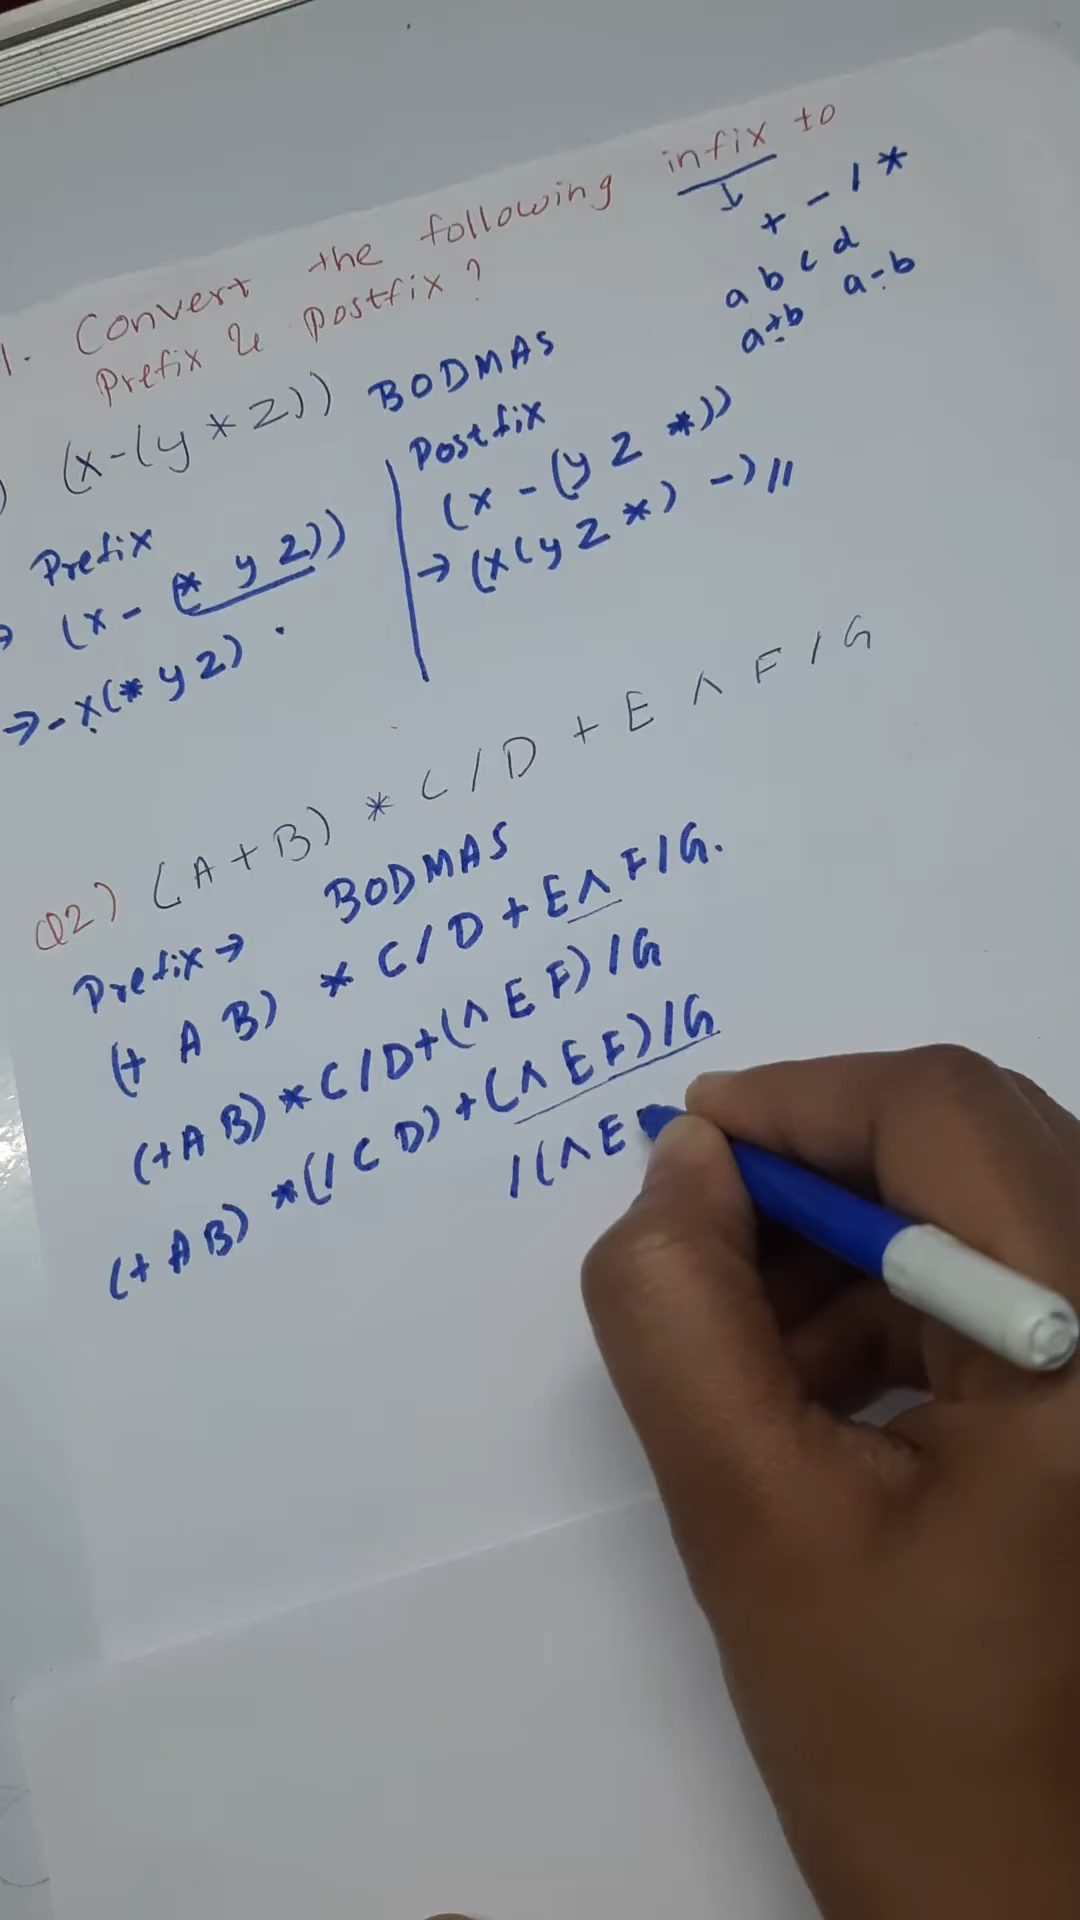 1. Convert the following infix to
Prefix & Postfix?
+ - / *
a b c d
a+b a-b
(x-(y*z)) BODMAS
Prefix
(x- (* y z))
→ -x(* y z) .
Postfix
(x - (y z *))
→ (x(y z *) -)//
Q2) (A+B) * C/D + E ^ F / G
BODMAS
Prefix →
(+ A B) * C/D + E^F/G.
(+A B)*C/D+(^ E F)/G
(+ A B) *(/ C D) +(^ E F)/G
/(^ E